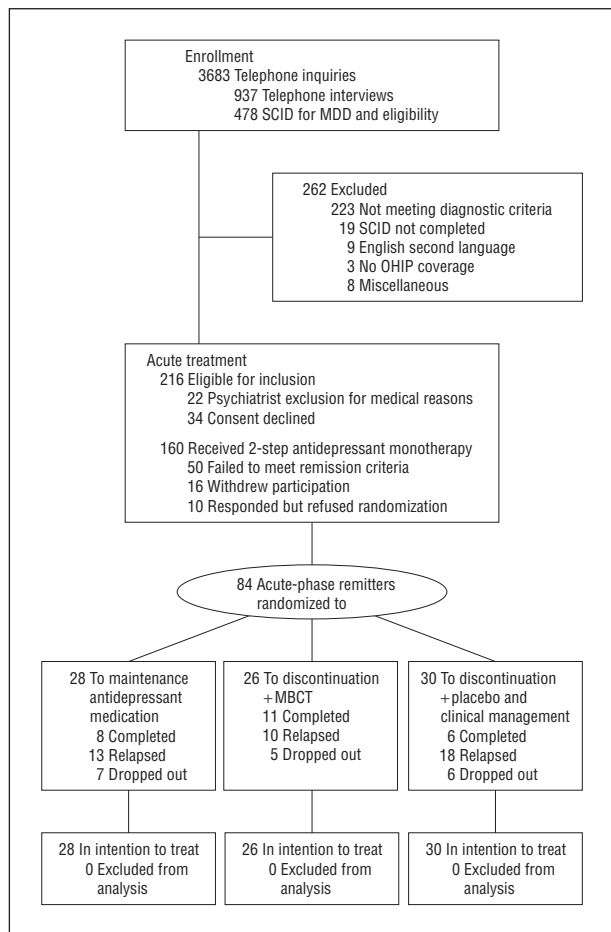 Enrollment
3683 Telephone inquiries
937 Telephone interviews
478 SCID for MDD and eligibility
262 Excluded
223 Not meeting diagnostic criteria
19 SCID not completed
9 English second language
3 No OHIP coverage
8 Miscellaneous
Acute treatment
216 Eligible for inclusion
22 Psychiatrist exclusion for medical reasons
34 Consent declined
160 Received 2-step antidepressant monotherapy
50 Failed to meet remission criteria
16 Withdrew participation
10 Responded but refused randomization
84 Acute-phase remitters
randomized to
28 To maintenance
antidepressant
medication
8 Completed
13 Relapsed
7 Dropped out
26 To discontinuation
+MBCT
11 Completed
10 Relapsed
5 Dropped out
30 To discontinuation
+placebo and
clinical management
6 Completed
18 Relapsed
6 Dropped out
28 In intention to treat
0 Excluded from
analysis
26 In intention to treat
0 Excluded from
analysis
30 In intention to treat
0 Excluded from
analysis